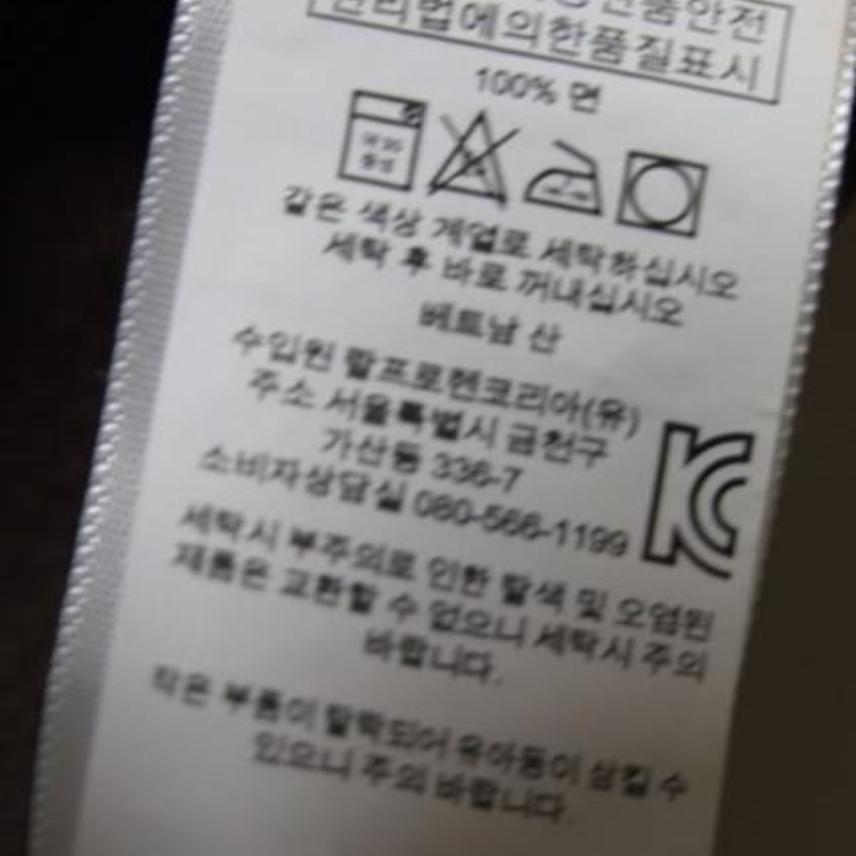 품안전
관리법에의한품질표시
100% 면
중성
같은 색상 계열로 세탁하십시오
세탁 후 바로 꺼내십시오
베트남 산
수입원 랄프로렌코리아(유)
주소 서울특별시 금천구
가산동 336-7
소비자상담실 080-566-1199
세탁시 부주의로 인한 탈색 및 오염된
제품은 교환할 수 없으니 세탁시 주의
바랍니다.
작은 부품이 탈락되어 유아동이 삼킬 수
있으니 주의 바랍니다.